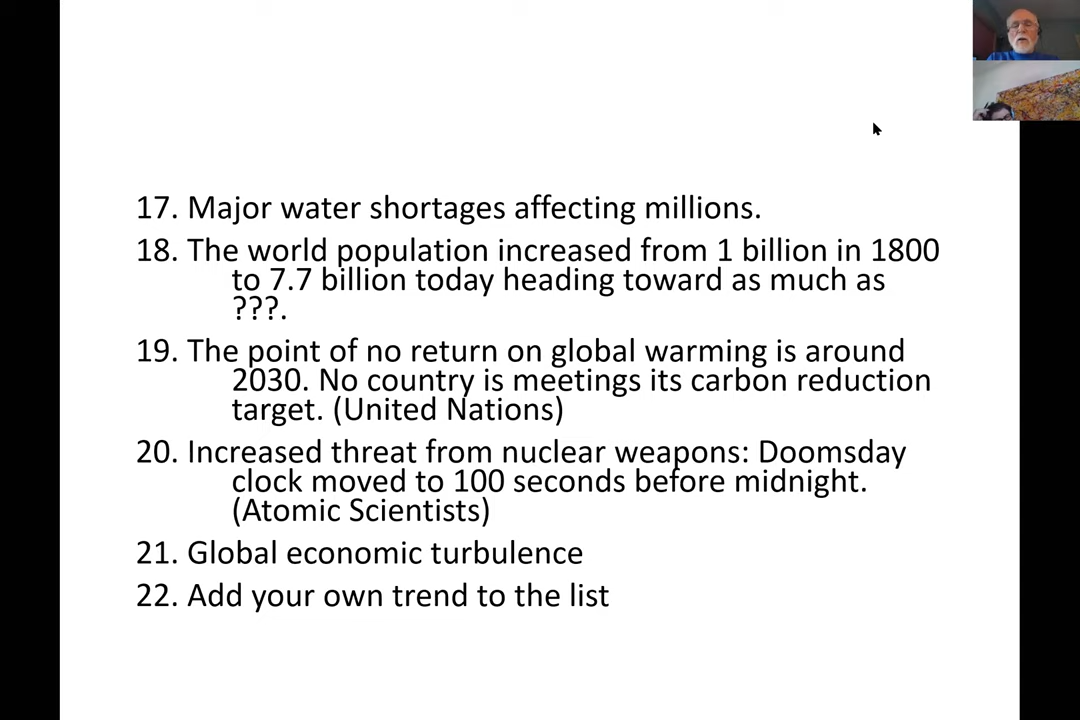 17. Major water shortages affecting millions.
18. The world population increased from 1 billion in 1800
to 7.7 billion today heading toward as much as
???.
19. The point of no return on global warming is around
2030. No country is meetings its carbon reduction
target. (United Nations)
20. Increased threat from nuclear weapons: Doomsday
clock moved to 100 seconds before midnight.
(Atomic Scientists)
21. Global economic turbulence
22. Add your own trend to the list